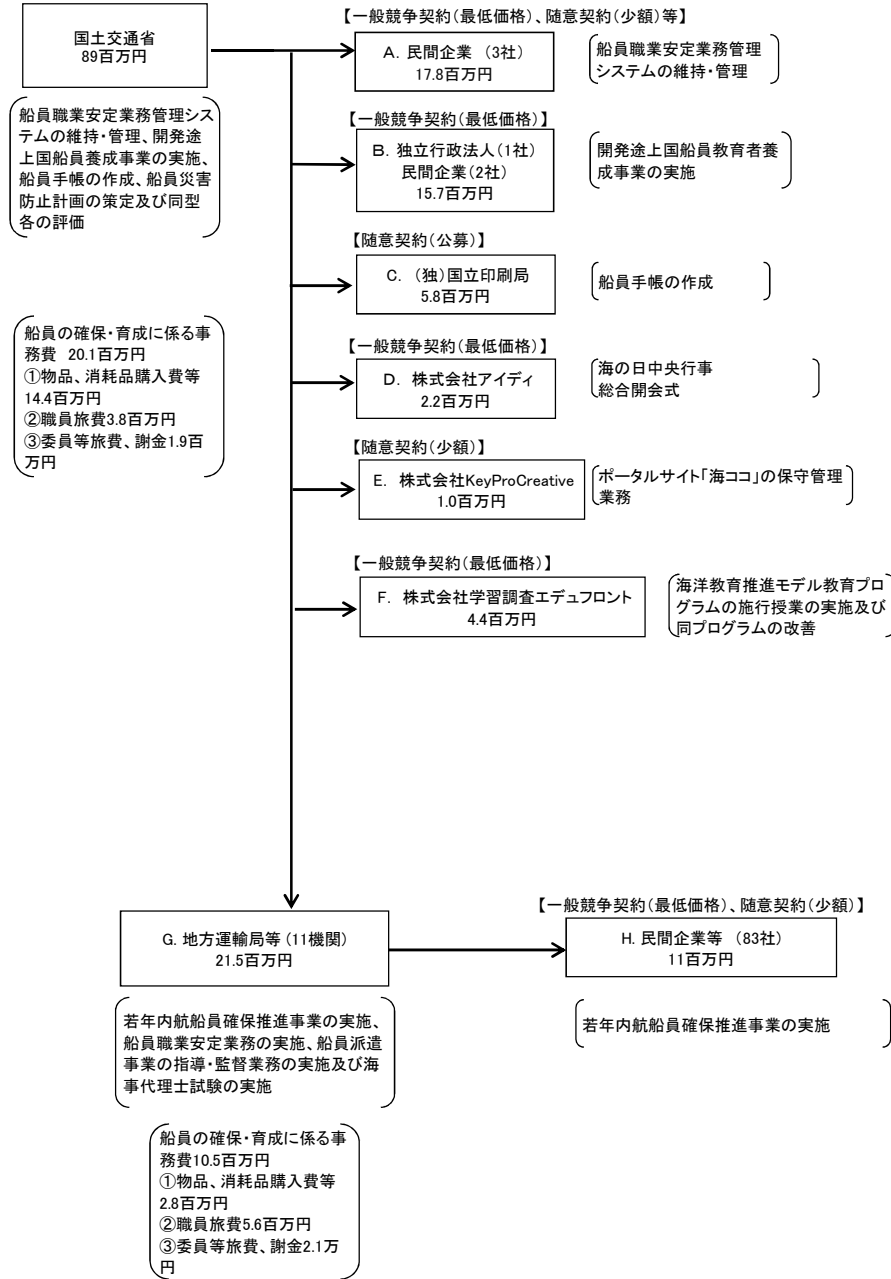 【一般競争契約(最低価格)、随意契約(少額)等】
国土交通省
89百万円
A. 民間企業 (3社)
17.8百万円
船員職業安定業務管理
システムの維持・管理
船員職業安定業務管理シス
テムの維持・管理、開発途
上国船員養成事業の実施、
船員手帳の作成、船員災害
防止計画の策定及び同型
各の評価
【一般競争契約(最低価格)】
B. 独立行政法人(1社)
民間企業(2社)
15.7百万円
開発途上国船員教育者養
成事業の実施
【随意契約(公募)】
C. (独)国立印刷局
5.8百万円
船員手帳の作成
船員の確保・育成に係る事
務費 20.1百万円
①物品、消耗品購入費等
14.4百万円
②職員旅費3.8百万円
③委員等旅費、謝金1.9百
万円
【一般競争契約(最低価格)】
D. 株式会社アイディ
2.2百万円
海の日中央行事
総合開会式
【随意契約(少額)】
E. 株式会社KeyProCreative
1.0百万円
ポータルサイト「海ココ」の保守管理
業務
【一般競争契約(最低価格)】
F. 株式会社学習調査エデュフロント
4.4百万円
海洋教育推進モデル教育プロ
グラムの施行授業の実施及び
同プログラムの改善
G. 地方運輸局等 (11機関)
21.5百万円
【一般競争契約(最低価格)、随意契約(少額)】
H. 民間企業等 (83社)
11百万円
若年内航船員確保推進事業の実施、
船員職業安定業務の実施、船員派遣
事業の指導・監督業務の実施及び海
事代理士試験の実施
若年内航船員確保推進事業の実施
船員の確保・育成に係る事
務費10.5百万円
①物品、消耗品購入費等
2.8百万円
②職員旅費5.6百万円
③委員等旅費、謝金2.1万
円